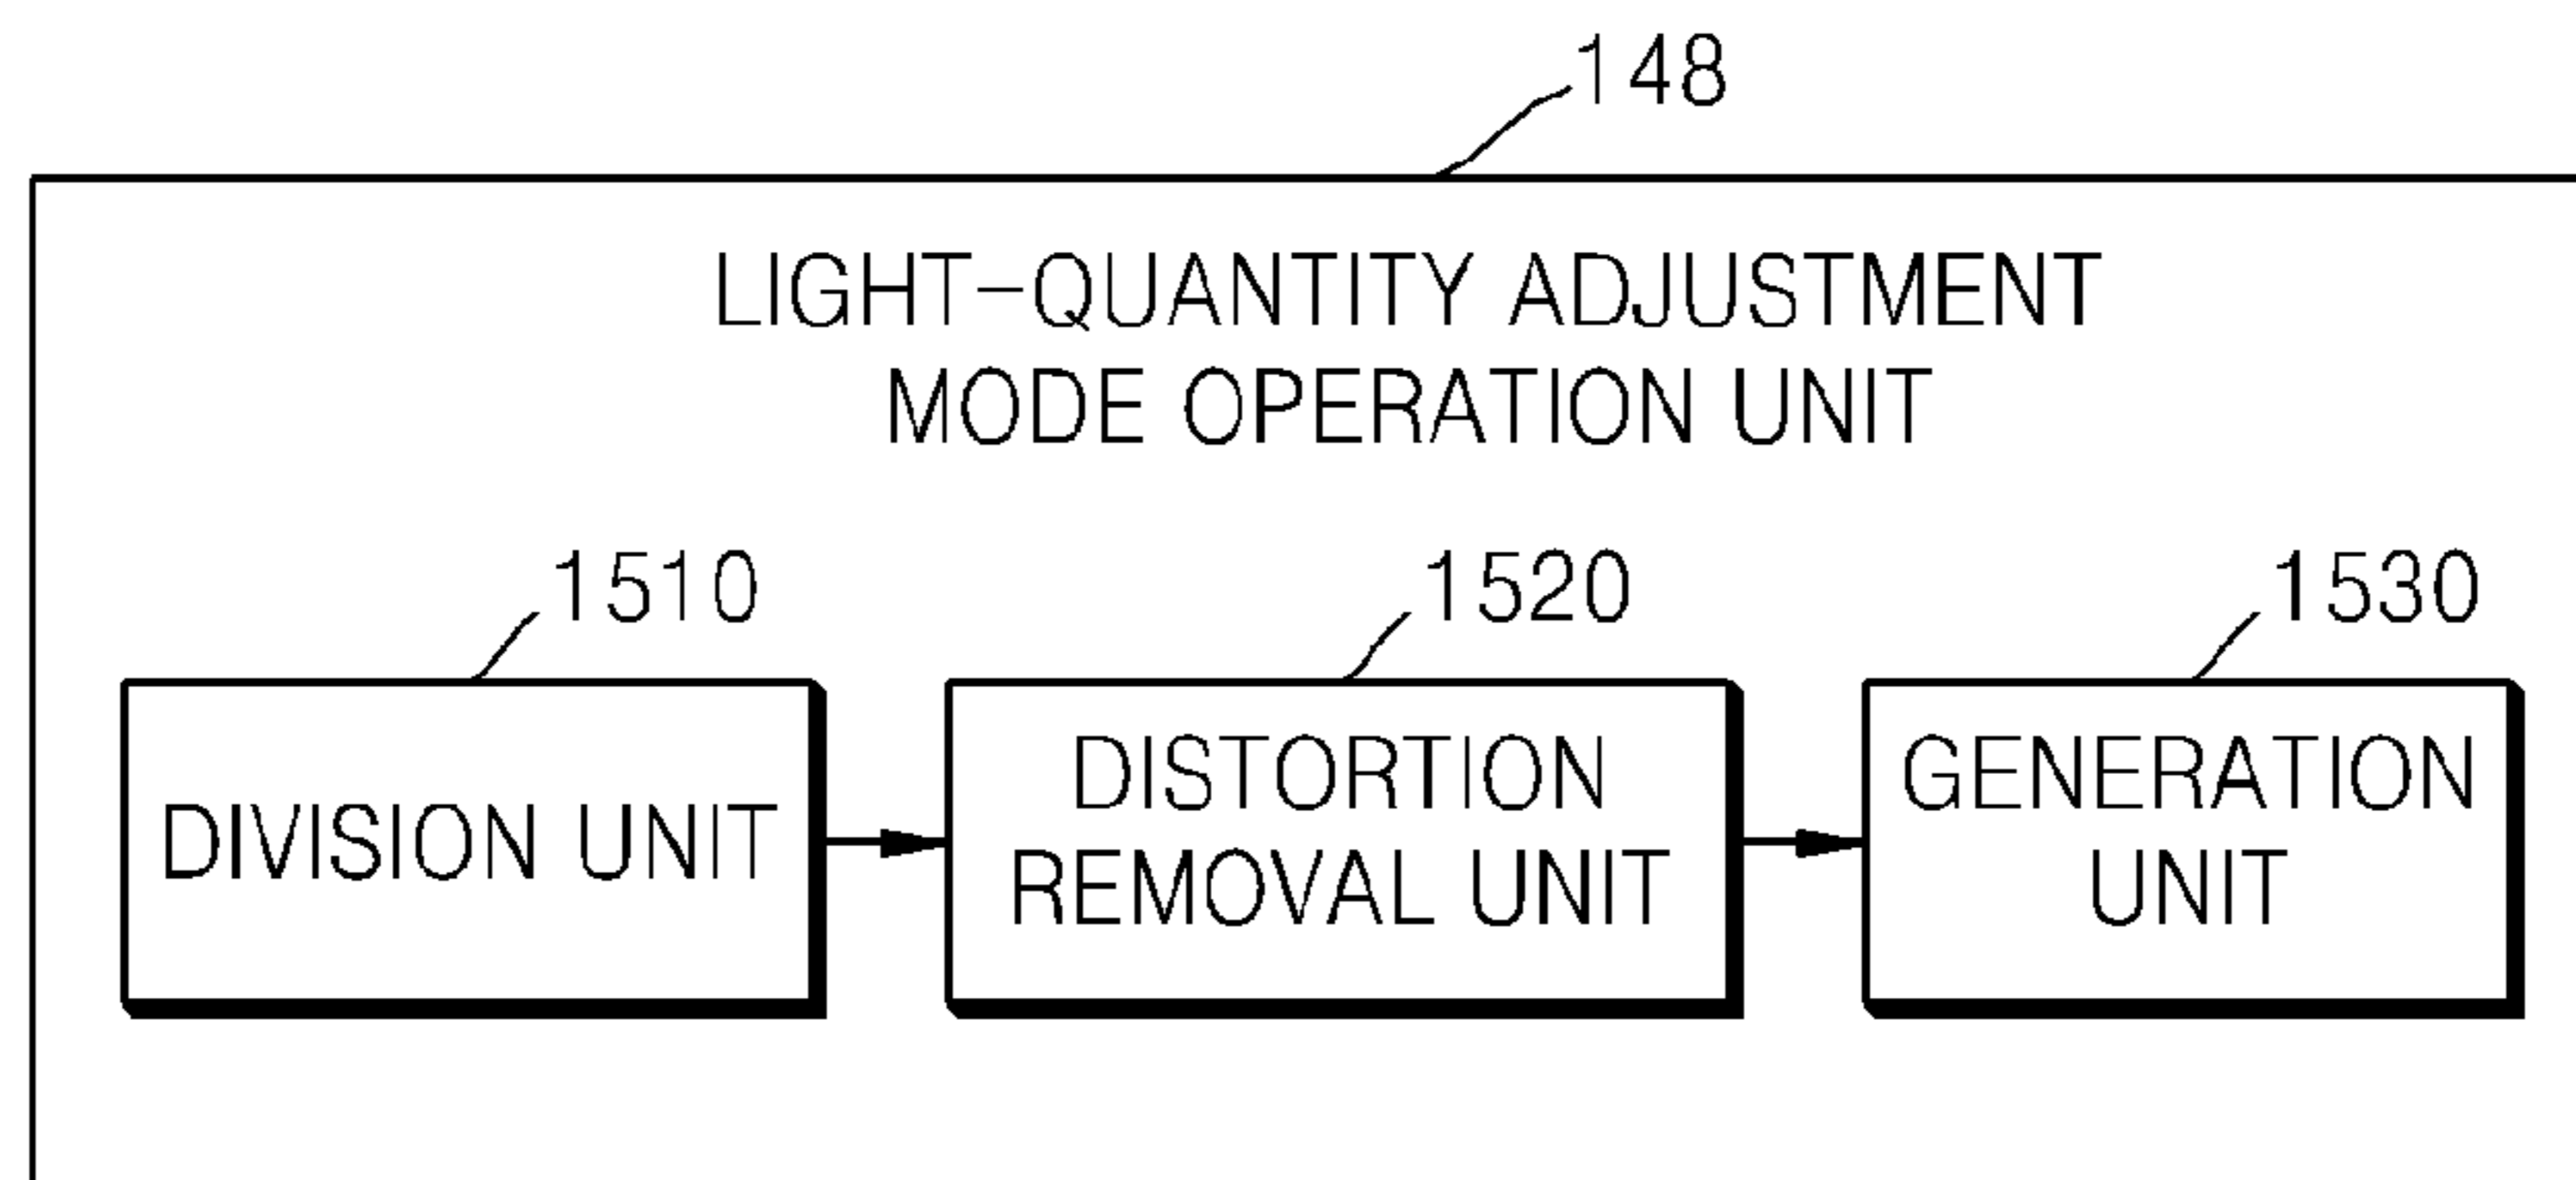 148
LIGHT-QUANTITY ADJUSTMENT
MODE OPERATION UNIT
1510
1520
1530
DIVISION UNIT
DISTORTION
REMOVAL UNIT
GENERATION
UNIT